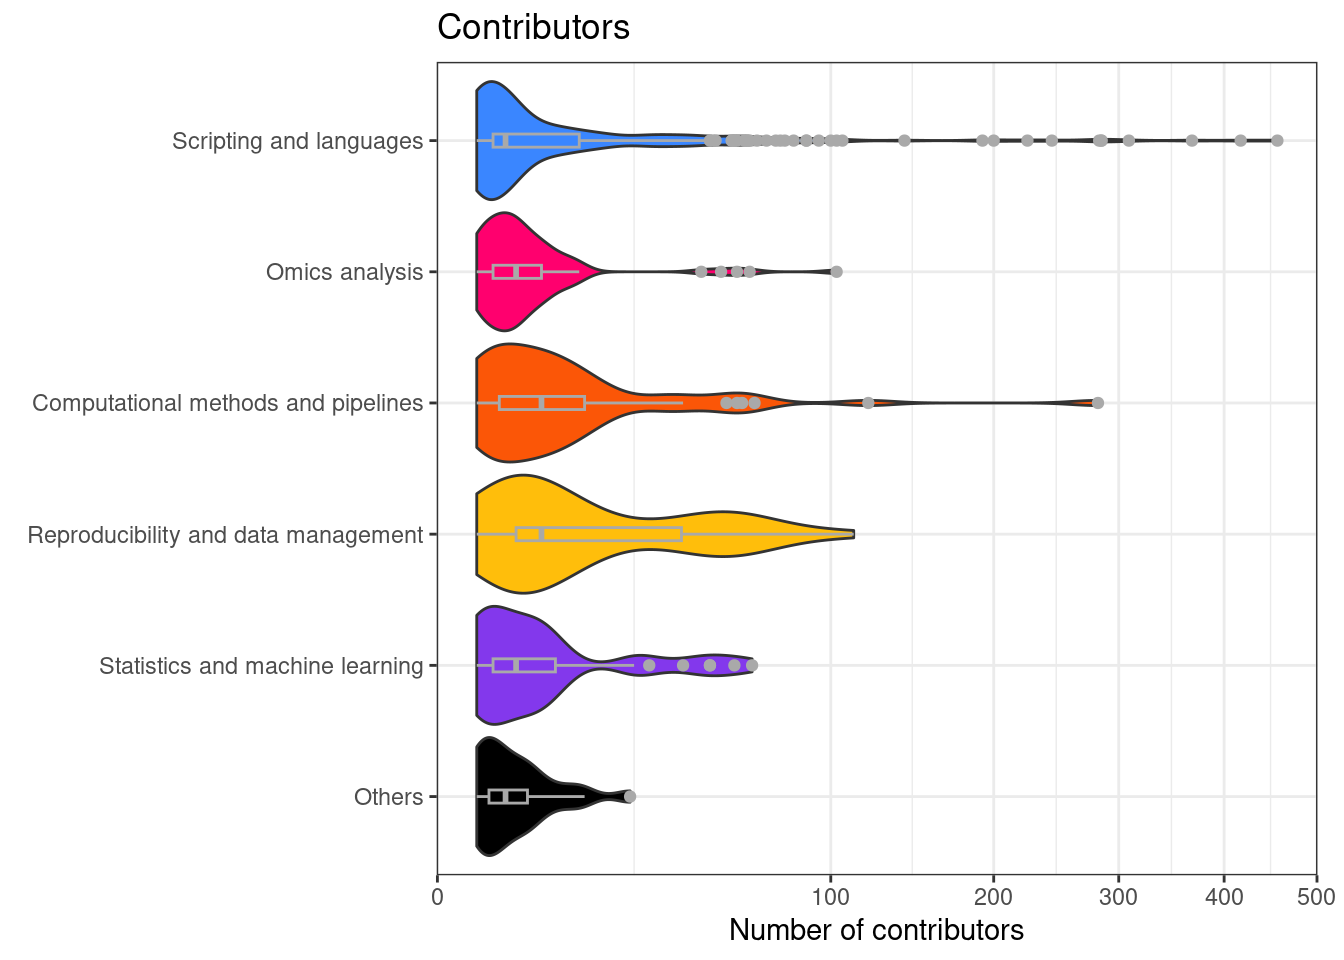 Contributors
Scripting and languages
Omics analysis
Computational methods and pipelines
Reproducibility and data management
Statistics and machine learning
Others
0 100 200 300 400 500
Number of contributors